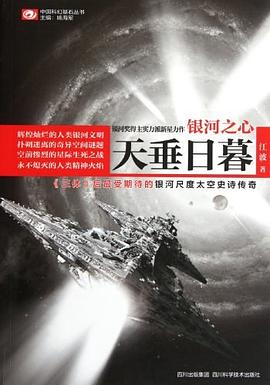 中国科幻基石丛书
主编：姚海军
银河奖得主实力派新星力作
银河之心
天垂日暮
江波 著
辉煌灿烂的人类银河文明
扑朔迷离的奇异空间谜题
空前惨烈的星际生死之战
永不熄灭的人类精神火焰
《三体》后最受期待的银河尺度太空史诗传奇
四川出版集团 四川科学技术出版社